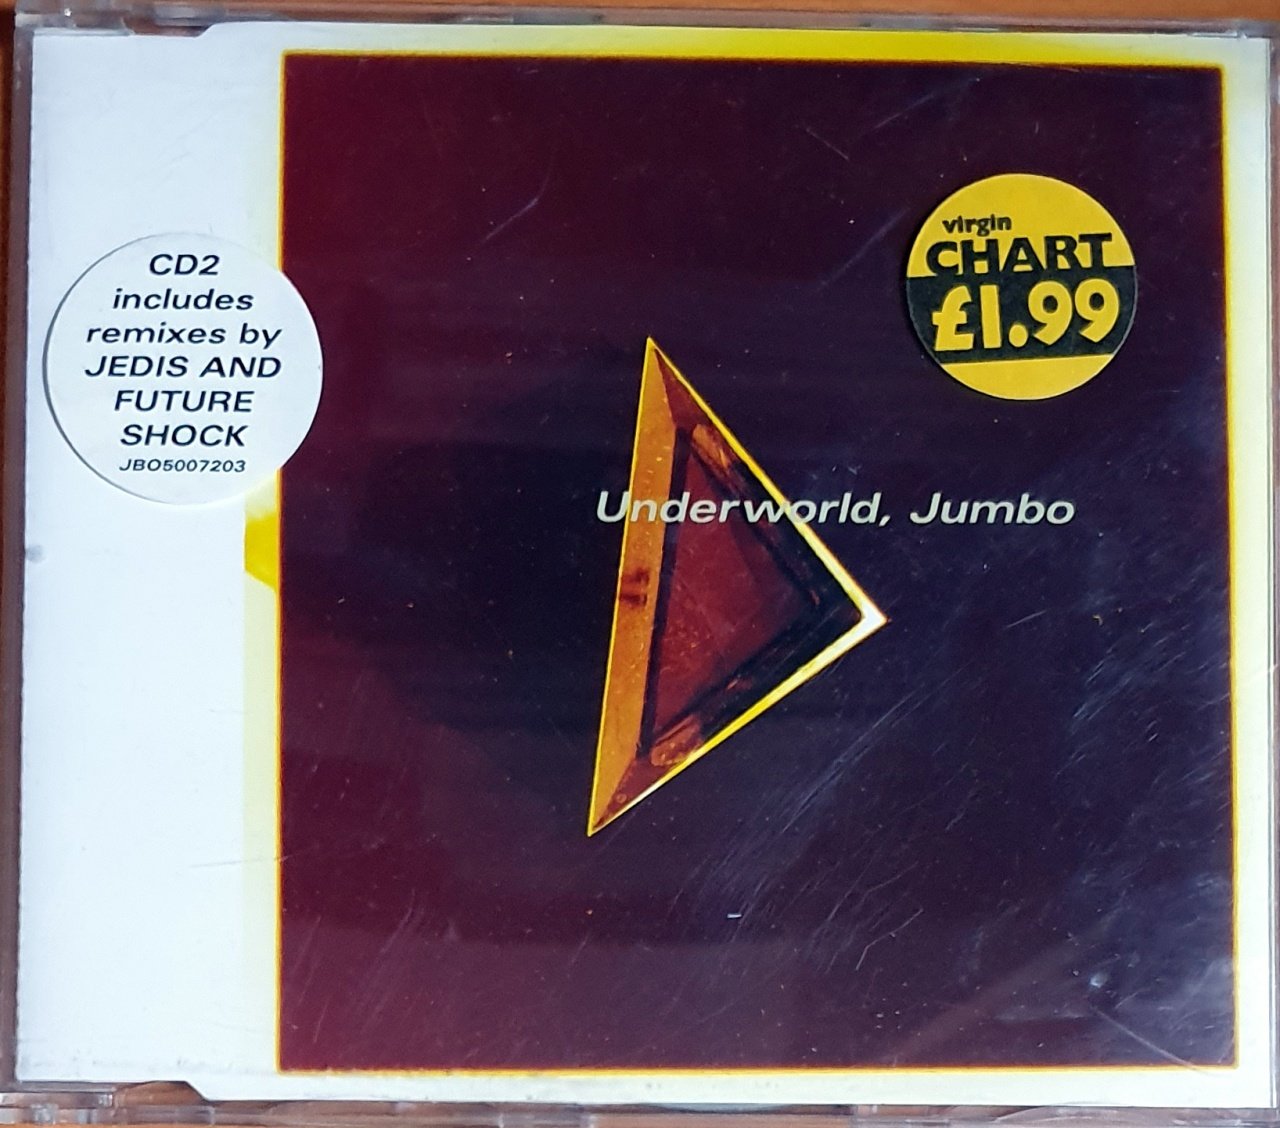 CD2
includes
remixes by
JEDIS AND
FUTURE
SHOCK
JBO5007203
virgin
CHART
£1.99
Underworld, Jumbo